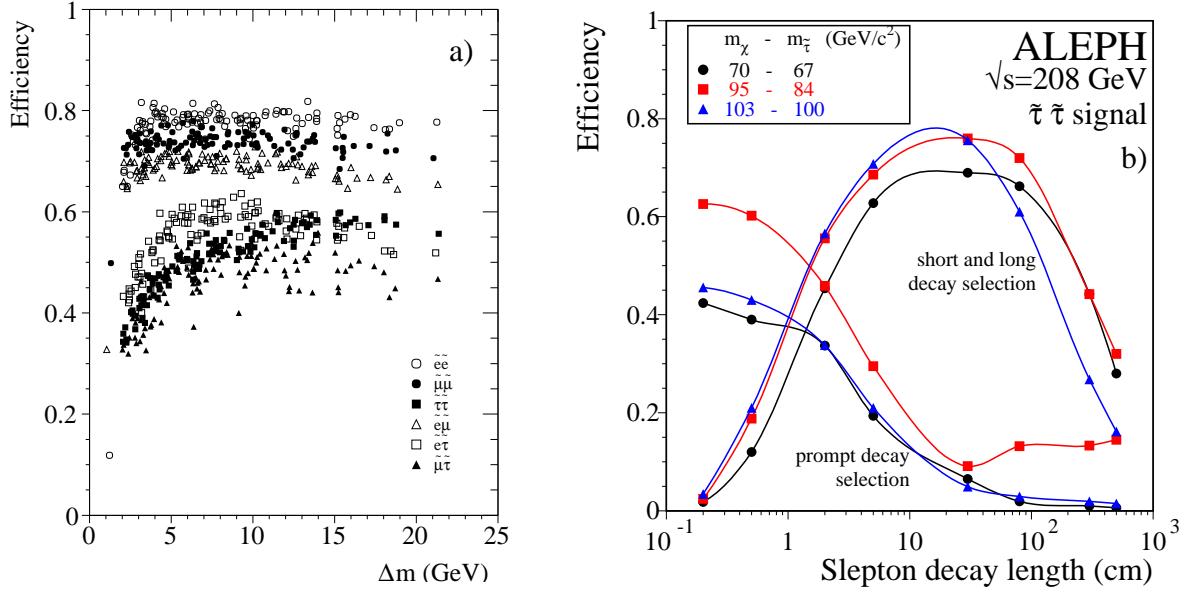 Efficiency
1
0.8
0.6
0.4
0.2
0
0 5 10 15 20 25
Δm (GeV)
a)
ẽẽ
μ̃μ̃
τ̃τ̃
ẽμ̃
ẽτ̃
μ̃τ̃
Efficiency
1
0.8
0.6
0.4
0.2
0
10⁻¹ 1 10 10² 10³
Slepton decay length (cm)
m_χ - m_τ̃ (GeV/c²)
70 - 67
95 - 84
103 - 100
ALEPH
√s=208 GeV
τ̃ τ̃ signal
b)
short and long
decay selection
prompt decay
selection